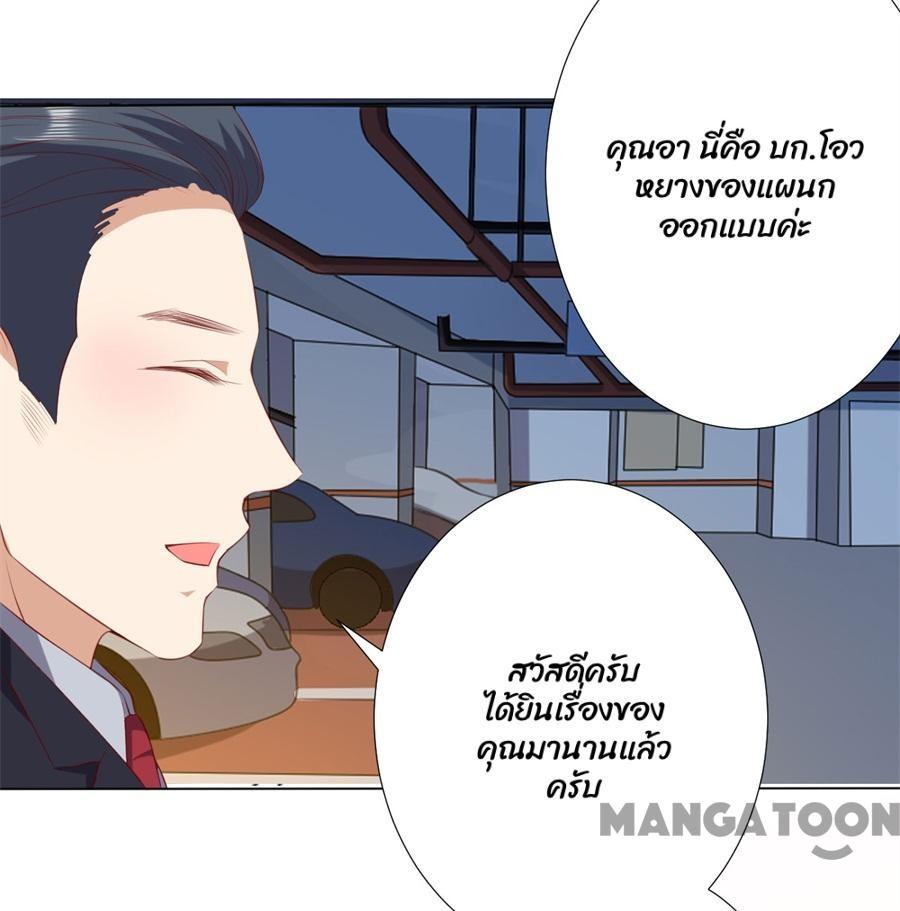 คุณอา นี่คือ บก.โอว
หยางของแผนก
ออกแบบค่ะ
สวัสดีครับ
ได้ยินเรื่องของ
คุณมานานแล้ว
ครับ
MANGATOON